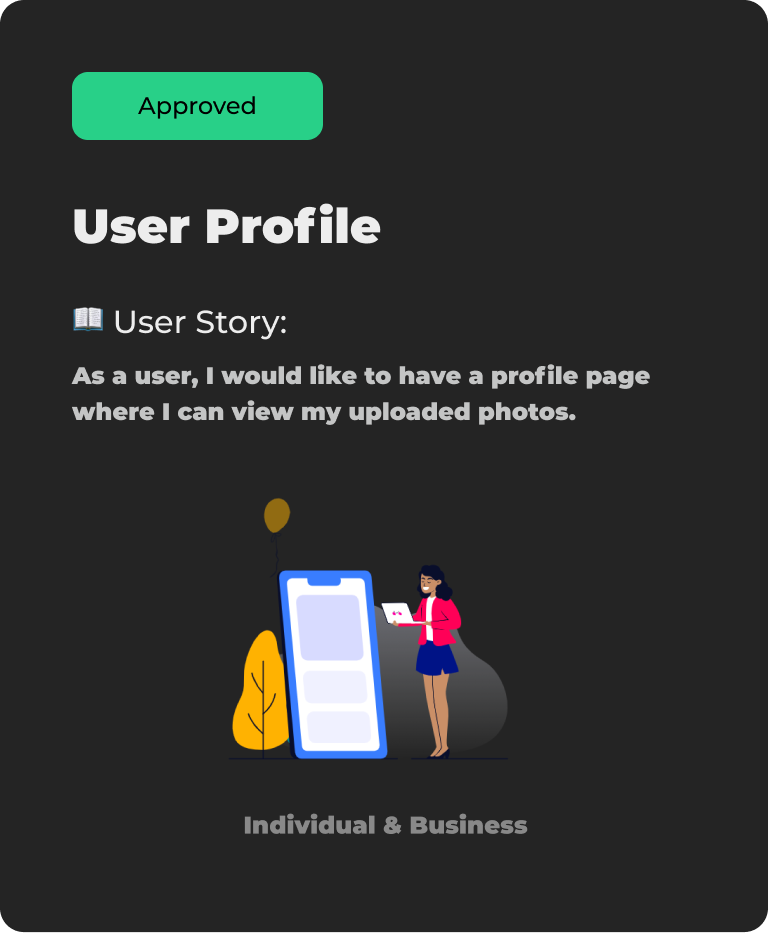 Approved
User Profile
📖 User Story:
As a user, I would like to have a profile page
where I can view my uploaded photos.
Individual & Business